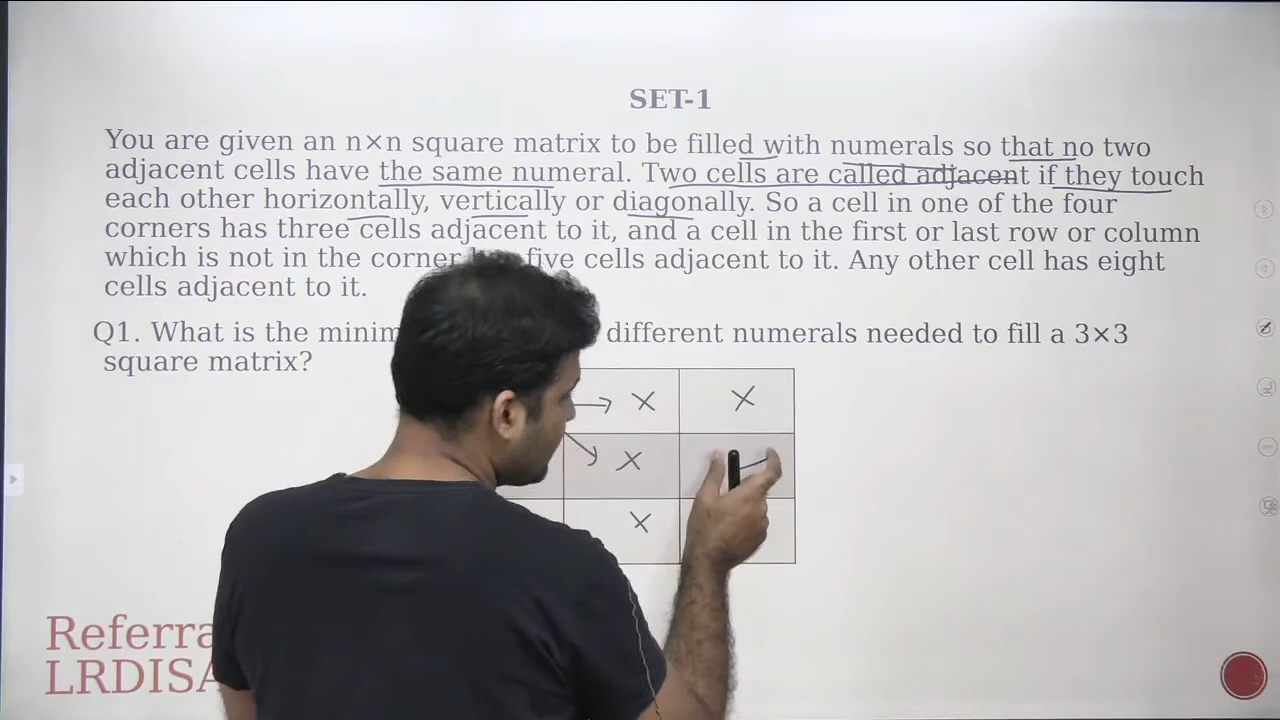 SET-1
You are given an n×n square matrix to be filled with numerals so that no two
adjacent cells have the same numeral. Two cells are called adjacent if they touch
each other horizontally, vertically or diagonally. So a cell in one of the four
corners has three cells adjacent to it, and a cell in the first or last row or column
which is not in the corner five cells adjacent to it. Any other cell has eight
cells adjacent to it.
Q1. What is the different numerals needed to fill a 3×3
square matrix?
X X
X
X